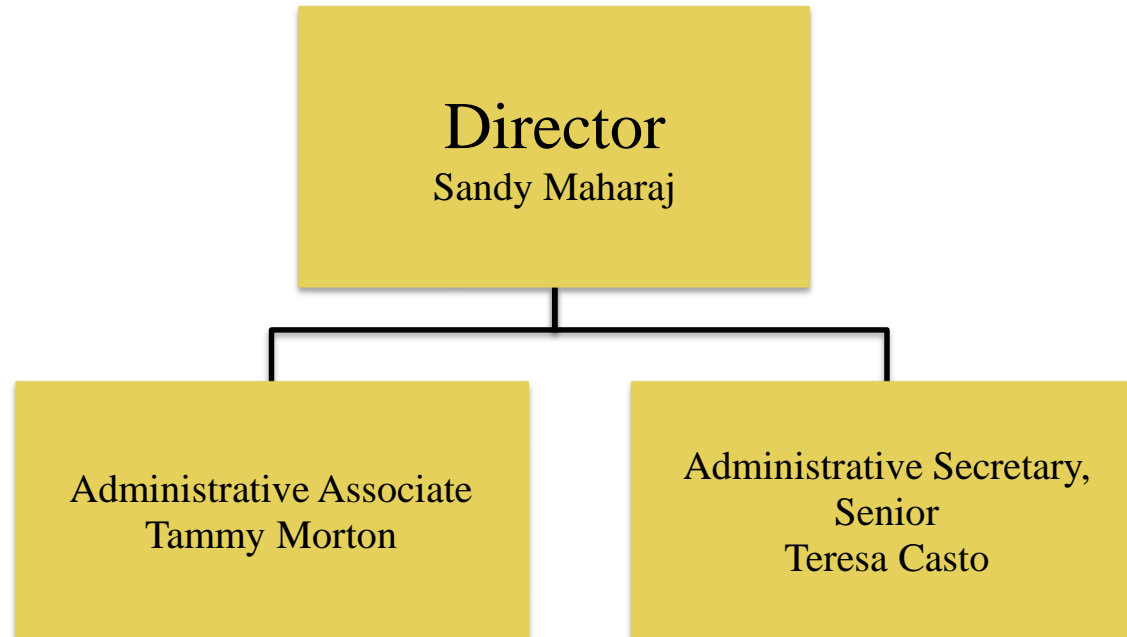 Director
Sandy Maharaj
Administrative Associate
Tammy Morton
Administrative Secretary,
Senior
Teresa Casto